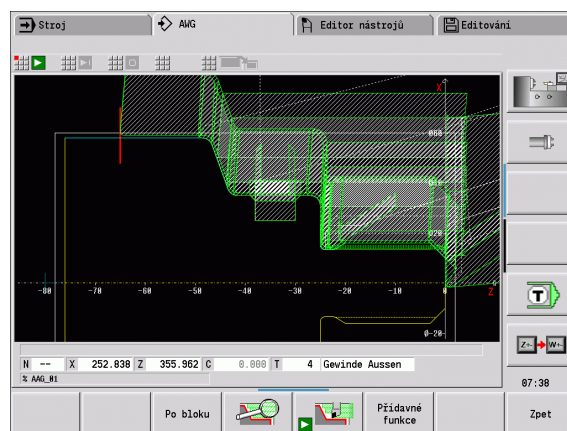 Stroj
AWG
Editor nástrojů
Editování
X
Ø60
Ø40
Ø20
-80 -70 -60 -50 -40 -30 -20 -10 0
Z
Ø-20
N -- X 252.838 Z 355.962 C 0.000 T 4 Gewinde Aussen
% AAG_01
T
Z+- W+-
07:38
Po bloku
Přídavné
funkce
Zpet